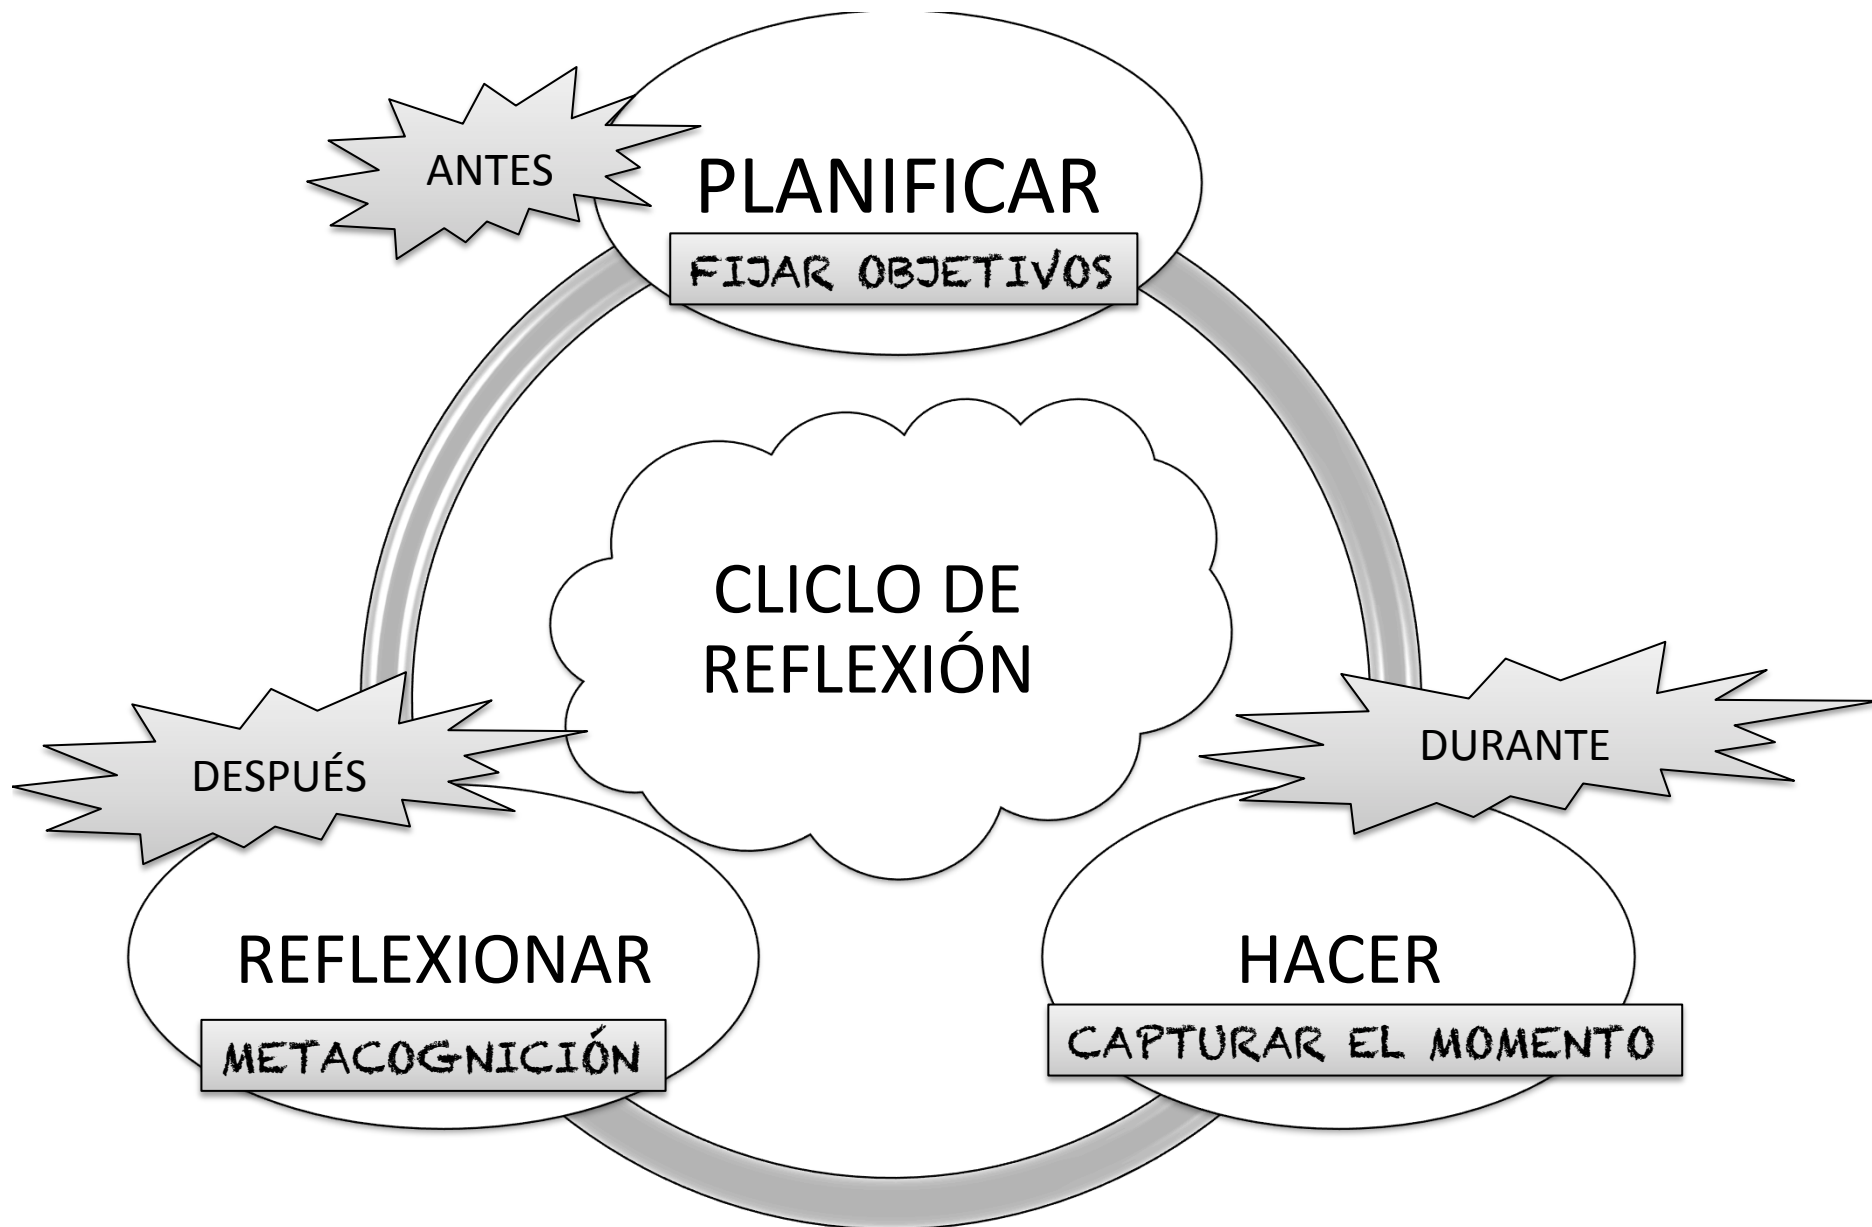 ANTES
PLANIFICAR
FIJAR OBJETIVOS
CLICLO DE
REFLEXIÓN
DESPUÉS
DURANTE
REFLEXIONAR
METACOGNICIÓN
HACER
CAPTURAR EL MOMENTO